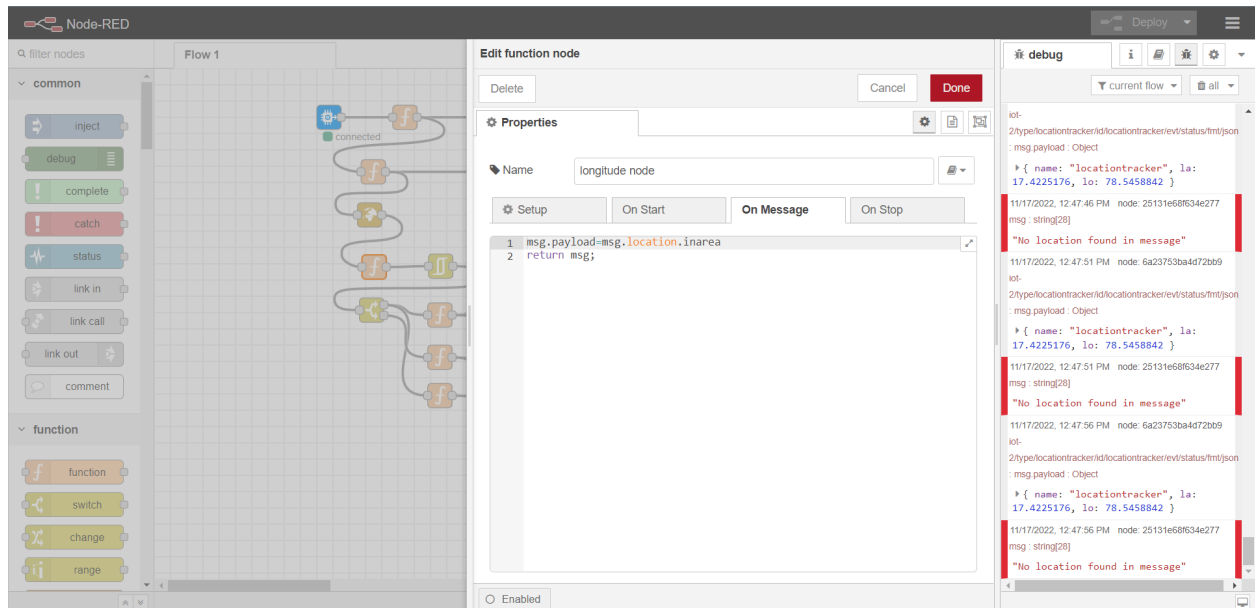 Node-RED
Deploy
filter nodes
common
inject
debug
complete
catch
status
link in
link call
link out
comment
function
function
switch
change
range
Flow 1
connected
Edit function node
Delete
Cancel
Done
Properties
Name
longitude node
Setup
On Start
On Message
On Stop
1 msg.payload=msg.location.inarea
2 return msg;
Enabled
debug
i
current flow
all
iot-
2/type/locationtracker/id/locationtracker/evt/status/fmt/json
: msg.payload : Object
{ name: "locationtracker", la:
17.4225176, lo: 78.5458842 }
11/17/2022, 12:47:46 PM node: 25131e68f634e277
msg : string[28]
"No location found in message"
11/17/2022, 12:47:51 PM node: 6a23753ba4d72bb9
iot-
2/type/locationtracker/id/locationtracker/evt/status/fmt/json
: msg.payload : Object
{ name: "locationtracker", la:
17.4225176, lo: 78.5458842 }
11/17/2022, 12:47:51 PM node: 25131e68f634e277
msg : string[28]
"No location found in message"
11/17/2022, 12:47:56 PM node: 6a23753ba4d72bb9
iot-
2/type/locationtracker/id/locationtracker/evt/status/fmt/json
: msg.payload : Object
{ name: "locationtracker", la:
17.4225176, lo: 78.5458842 }
11/17/2022, 12:47:56 PM node: 25131e68f634e277
msg : string[28]
"No location found in message"